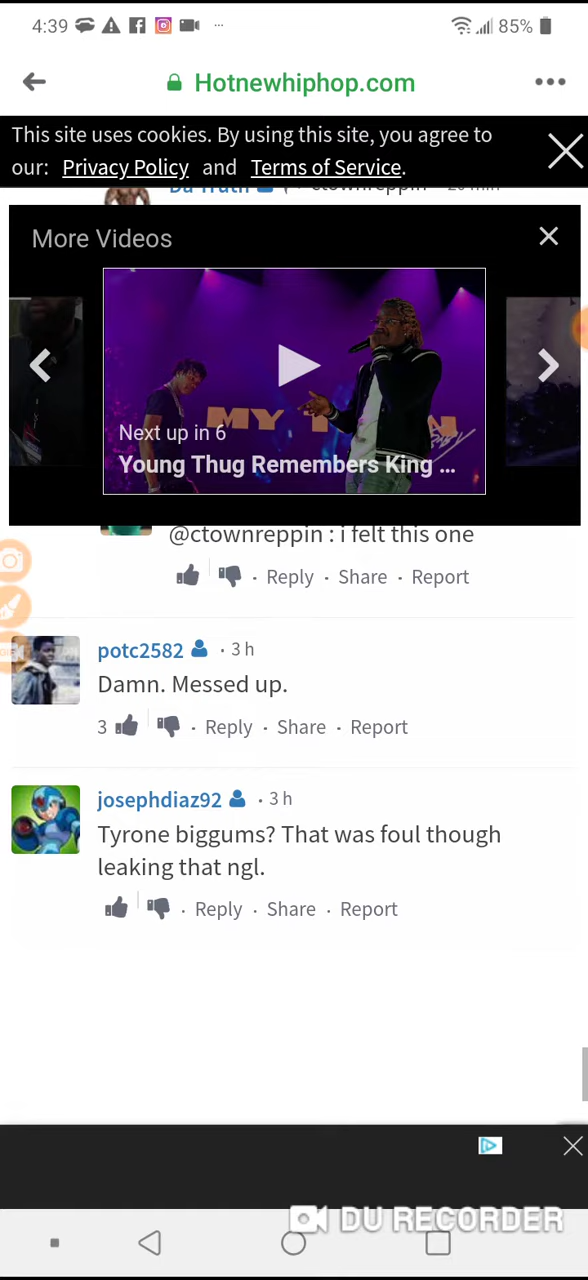 4:39
85%
Hotnewhiphop.com
This site uses cookies. By using this site, you agree to
our: Privacy Policy and Terms of Service.
Da Truth
ctownreppin
More Videos
Next up in 6
Young Thug Remembers King ...
@ctownreppin : i felt this one
· Reply · Share · Report
potc2582 · 3 h
Damn. Messed up.
3 · Reply · Share · Report
josephdiaz92 · 3 h
Tyrone biggums? That was foul though
leaking that ngl.
· Reply · Share · Report
DU RECORDER